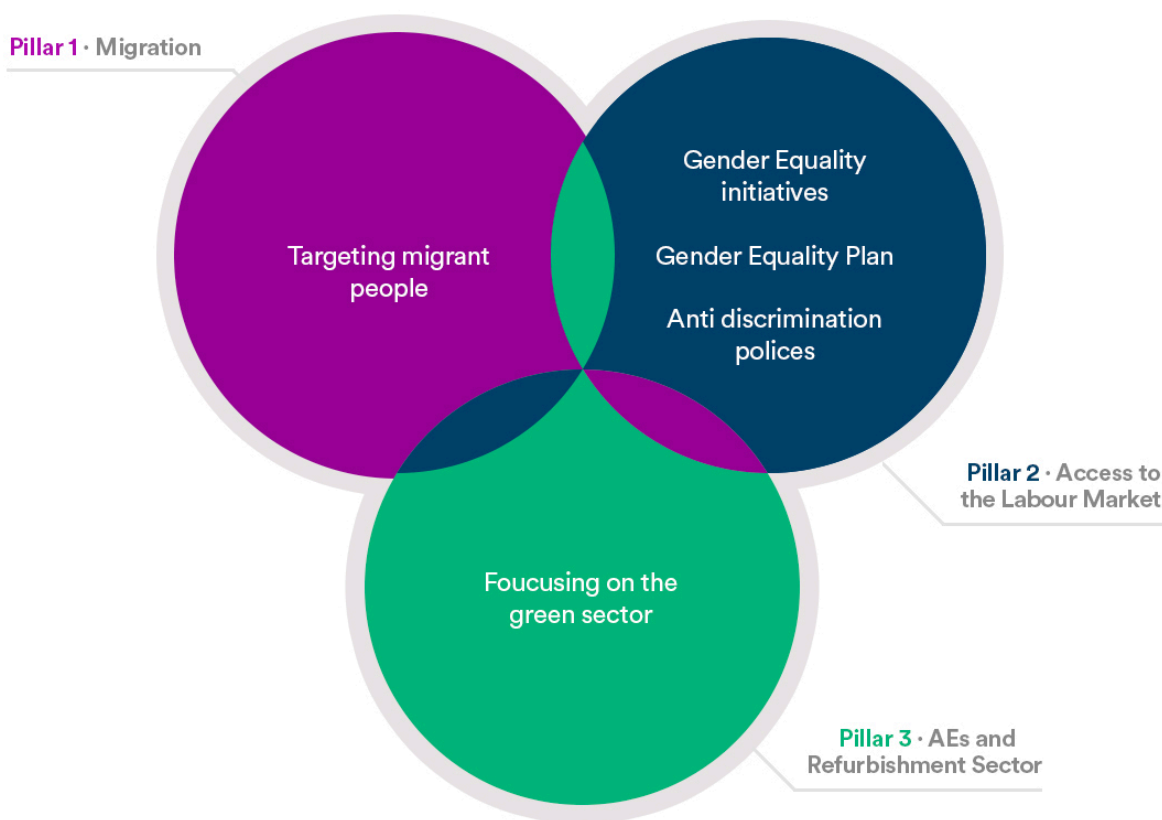 Pillar 1 · Migration
Targeting migrant
people
Gender Equality
initiatives
Gender Equality Plan
Anti discrimination
polices
Pillar 2 · Access to
the Labour Market
Foucusing on the
green sector
Pillar 3 · AEs and
Refurbishment Sector